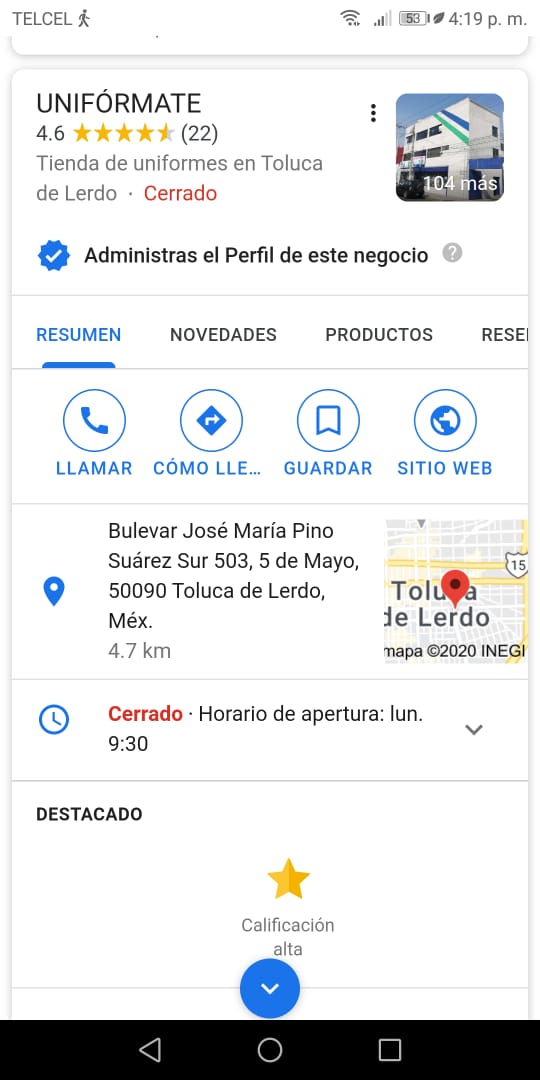 TELCEL 53 4:19 p. m.
UNIFÓRMATE
4.6 (22)
Tienda de uniformes en Toluca
de Lerdo · Cerrado
104 más
Administras el Perfil de este negocio ?
RESUMEN NOVEDADES PRODUCTOS RESE
LLAMAR CÓMO LLE... GUARDAR SITIO WEB
Bulevar José María Pino
Suárez Sur 503, 5 de Mayo,
50090 Toluca de Lerdo,
Méx.
4.7 km
15
Toluca
de Lerdo
mapa ©2020 INEGI
Cerrado · Horario de apertura: lun.
9:30
DESTACADO
Calificación
alta